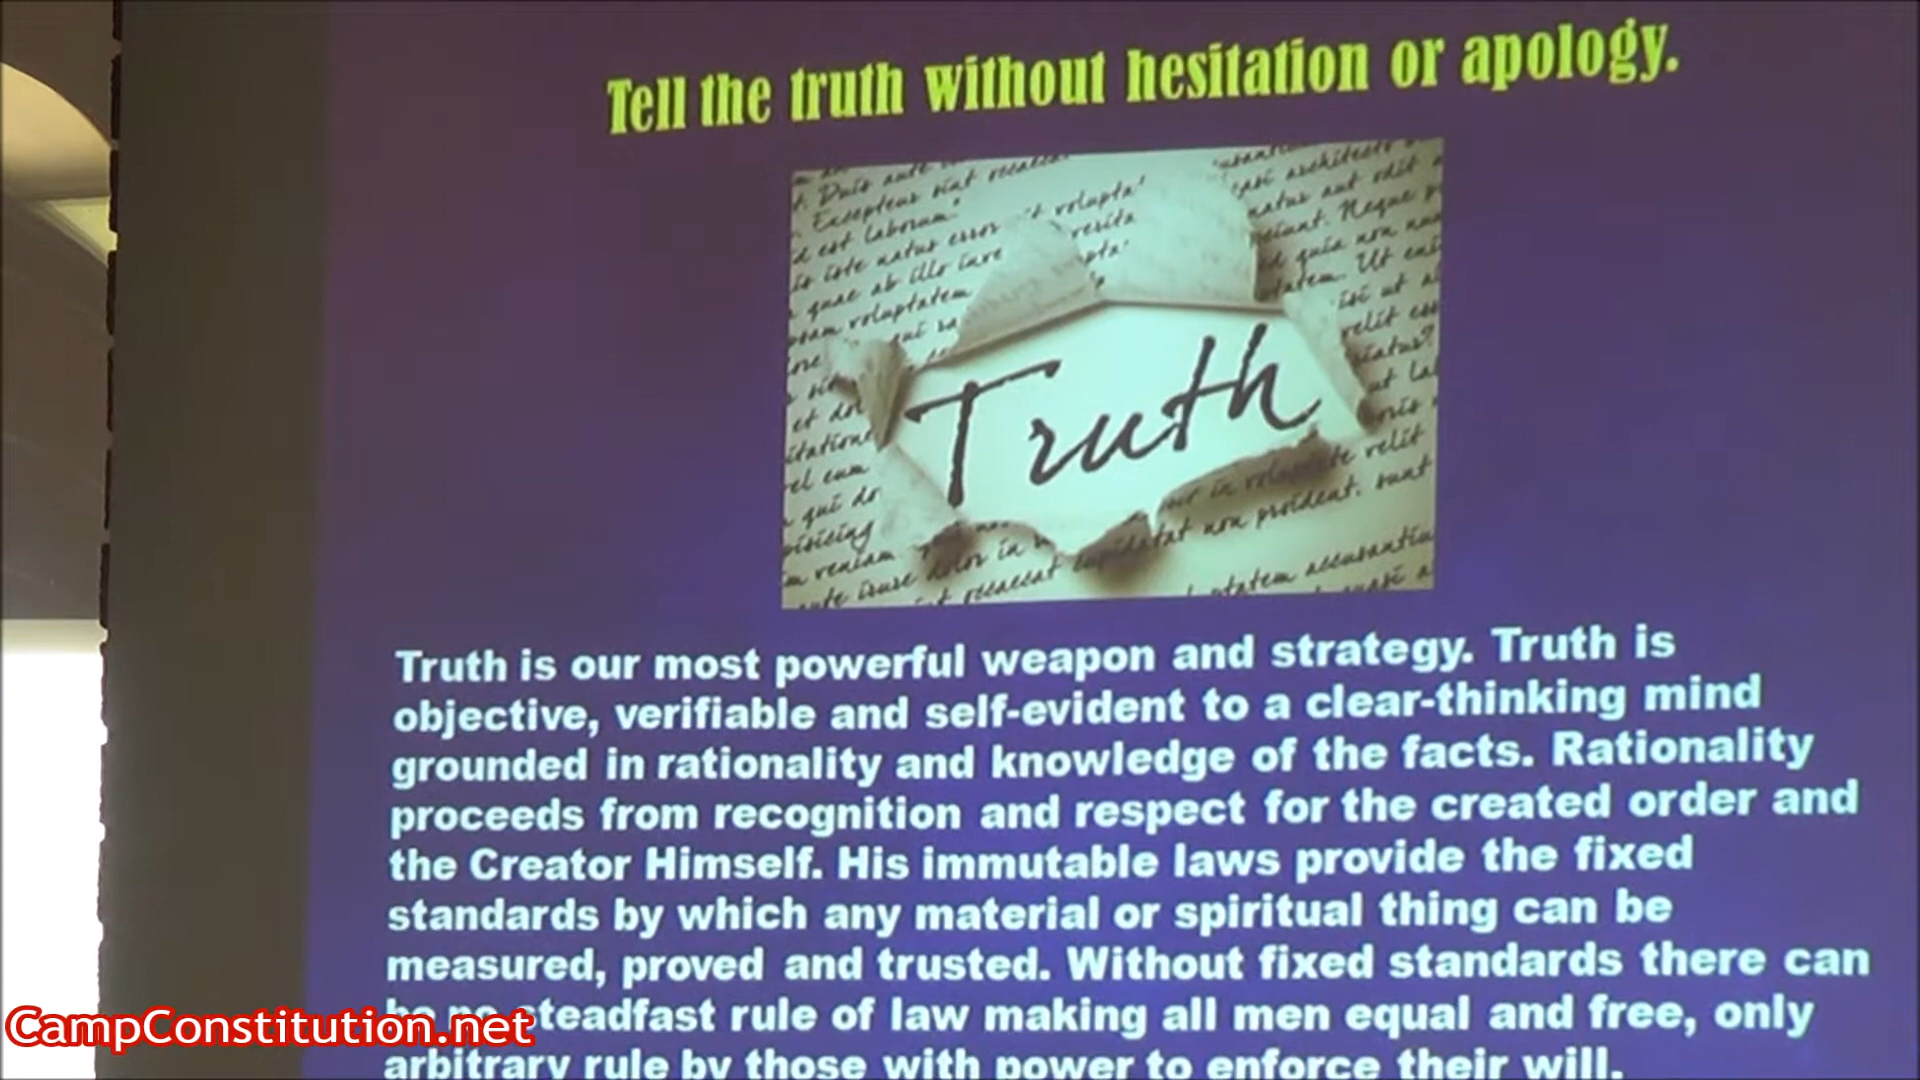 Tell the truth without hesitation or apology.
Truth
Truth is our most powerful weapon and strategy. Truth is
objective, verifiable and self-evident to a clear-thinking mind
grounded in rationality and knowledge of the facts. Rationality
proceeds from recognition and respect for the created order and
the Creator Himself. His immutable laws provide the fixed
standards by which any material or spiritual thing can be
measured, proved and trusted. Without fixed standards there can
be no steadfast rule of law making all men equal and free, only
arbitrary rule by those with power to enforce their will.
CampConstitution.net